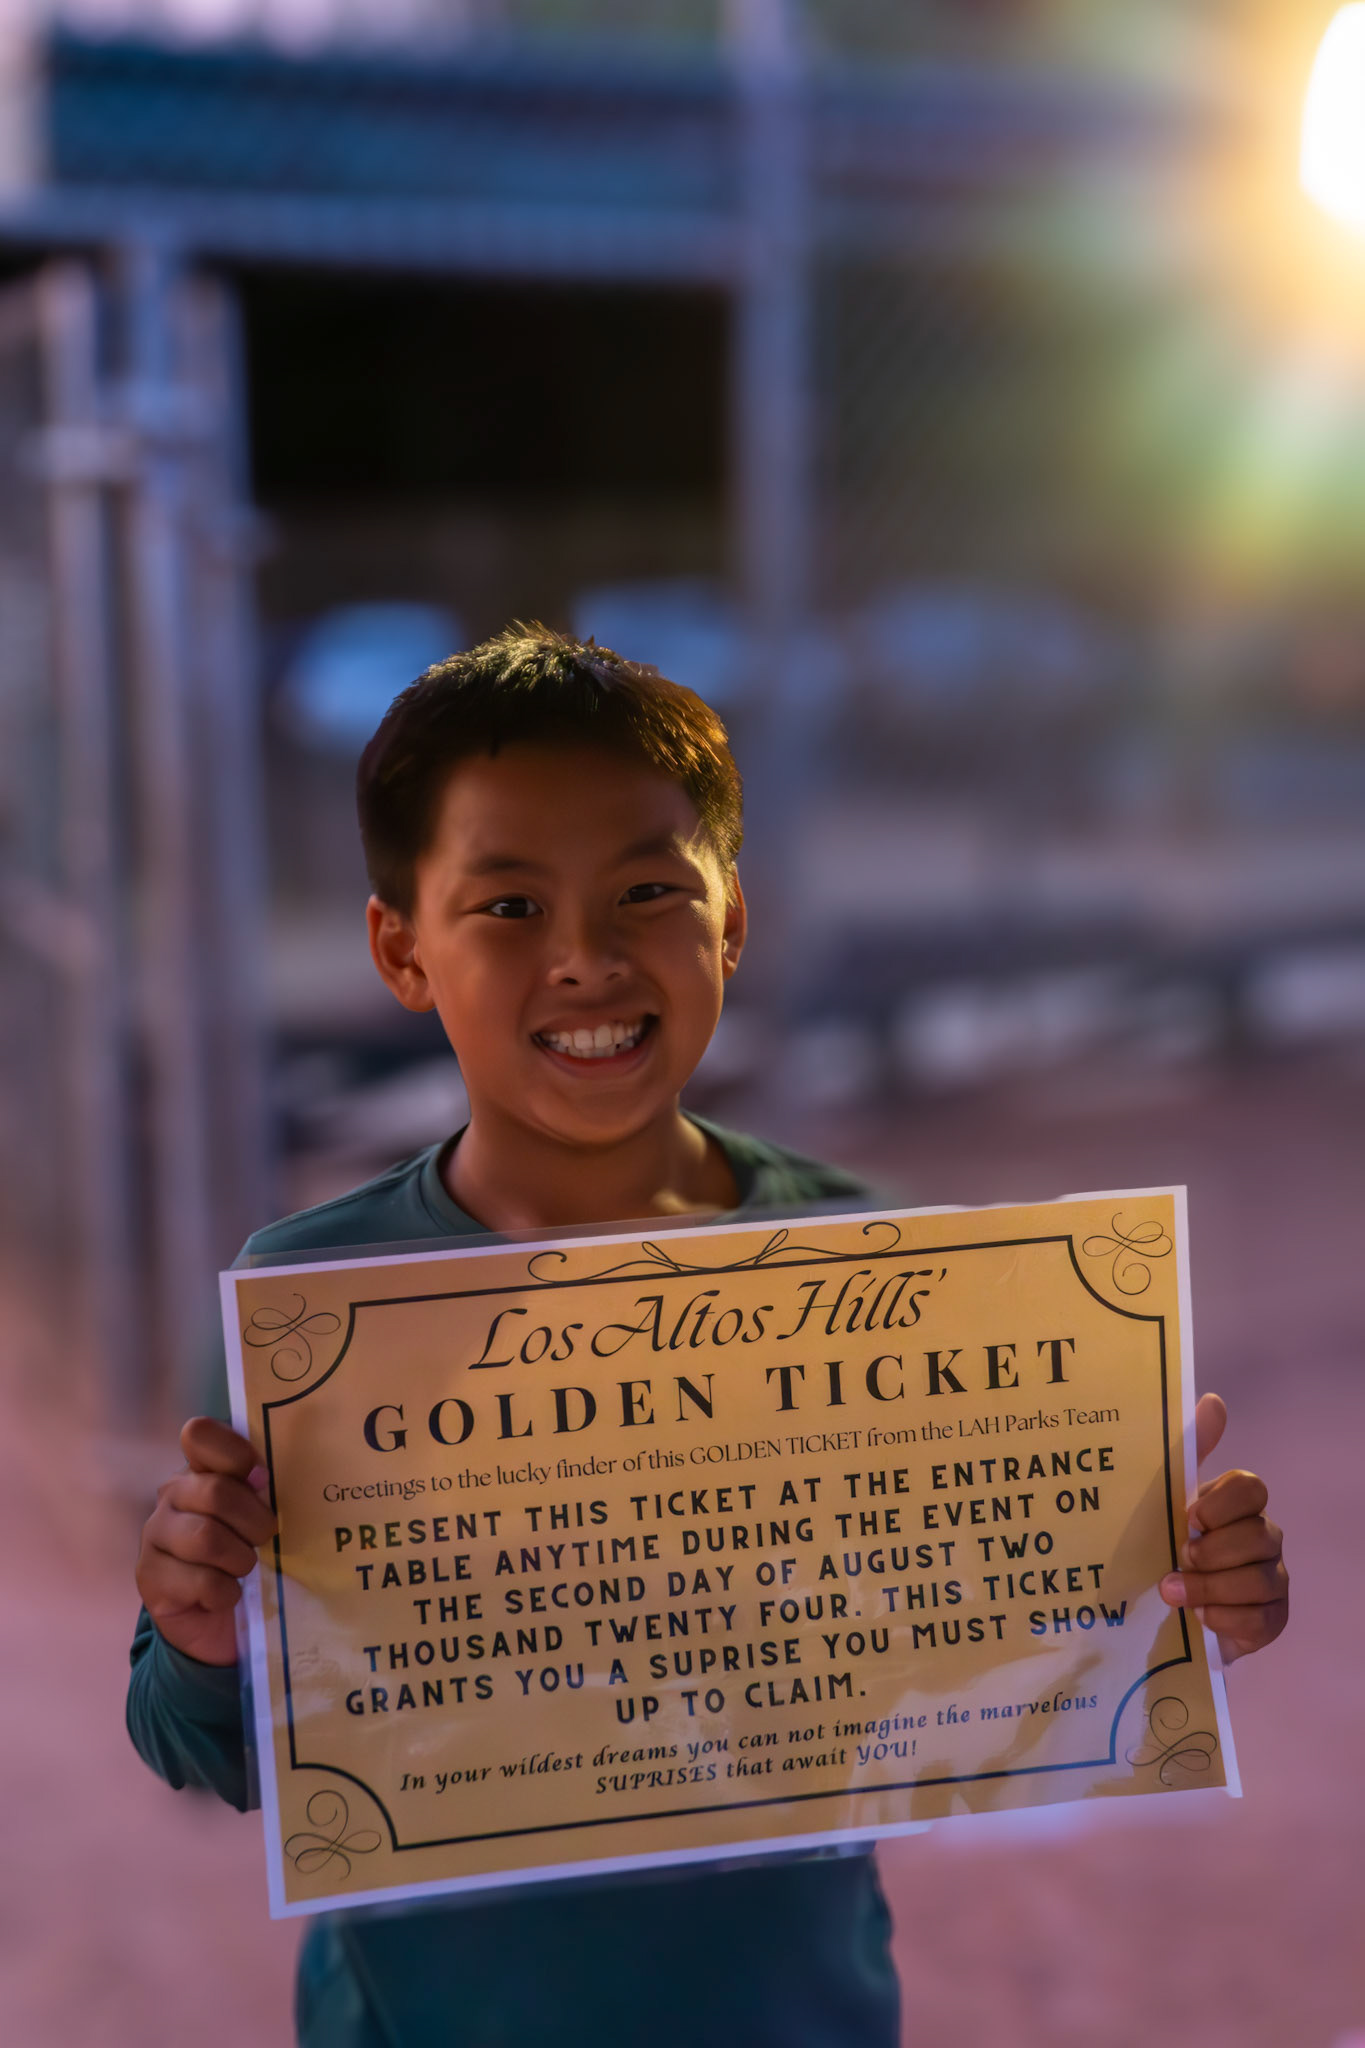 Los Altos Hills'
GOLDEN TICKET
Greetings to the lucky finder of this GOLDEN TICKET from the LAH Parks Team
PRESENT THIS TICKET AT THE ENTRANCE
TABLE ANYTIME DURING THE EVENT ON
THE SECOND DAY OF AUGUST TWO
THOUSAND TWENTY FOUR. THIS TICKET
GRANTS YOU A SUPRISE YOU MUST SHOW
UP TO CLAIM.
In your wildest dreams you can not imagine the marvelous
SUPRISES that await YOU!